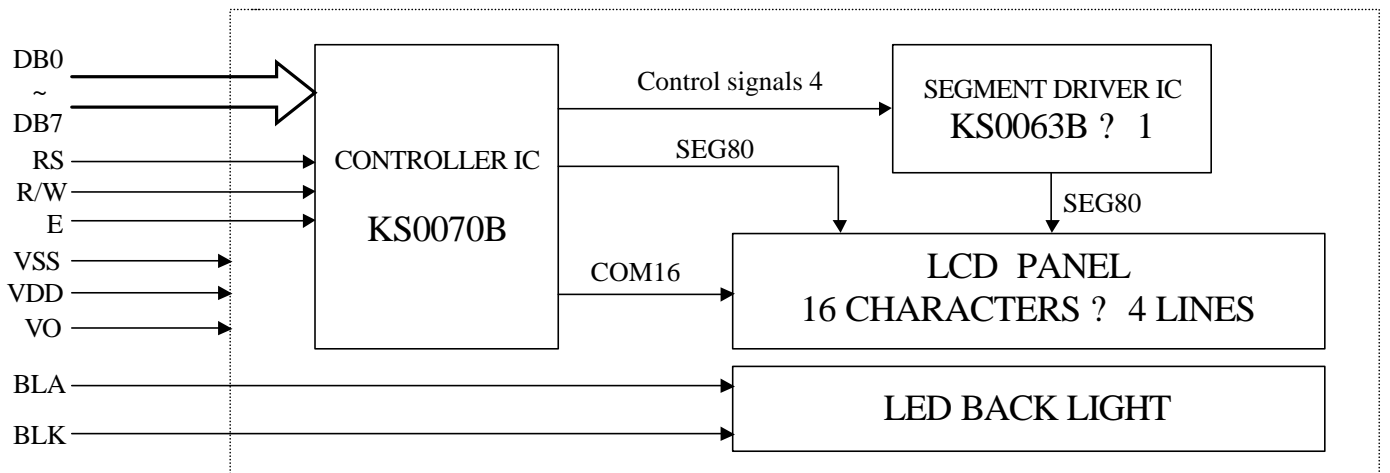 DB0
~
DB7
RS
R/W
E
VSS
VDD
VO
BLA
BLK
CONTROLLER IC
KS0070B
Control signals 4
SEG80
COM16
SEGMENT DRIVER IC
KS0063B ? 1
SEG80
LCD PANEL
16 CHARACTERS ? 4 LINES
LED BACK LIGHT